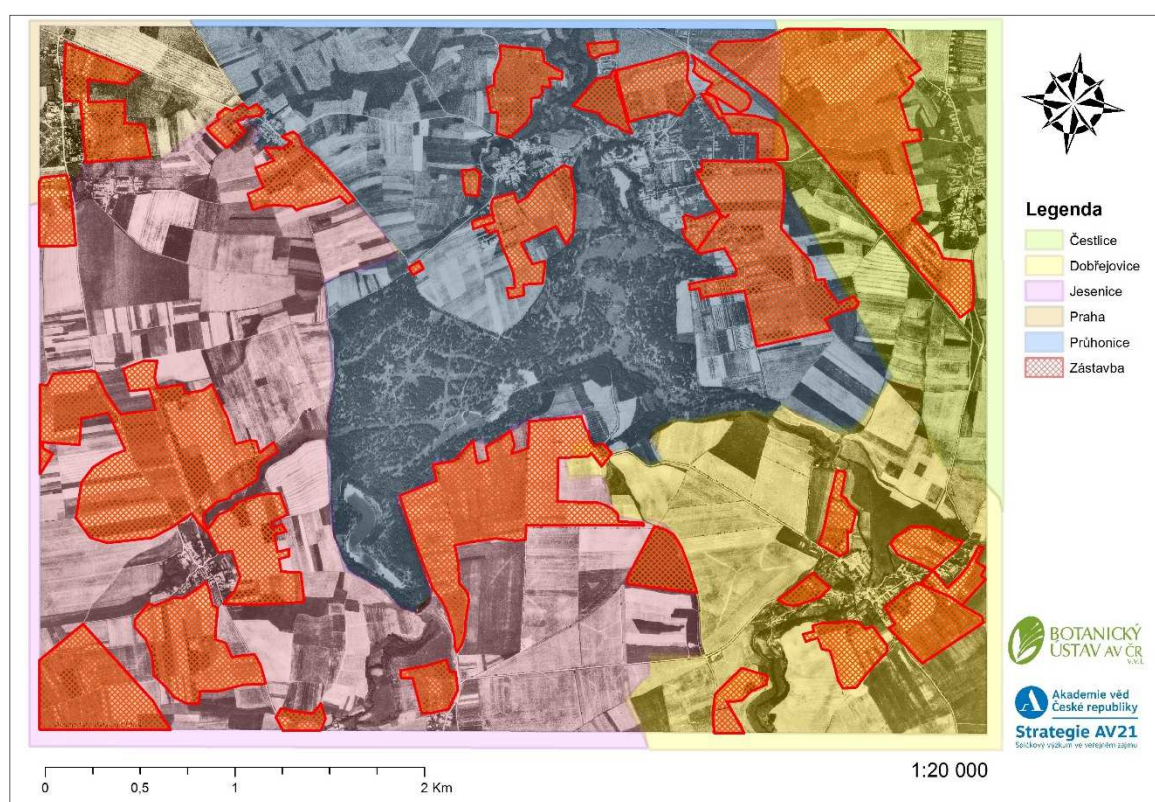 Legenda
Čestlice
Dobřejovice
Jesenice
Praha
Průhonice
Zástavba
BOTANICKÝ
ÚSTAV AV ČR
v.v.i.
Akademie věd
České republiky
Strategie AV21
Špičkový výzkum ve veřejném zájmu
0 0,5 1 2 Km
1:20 000